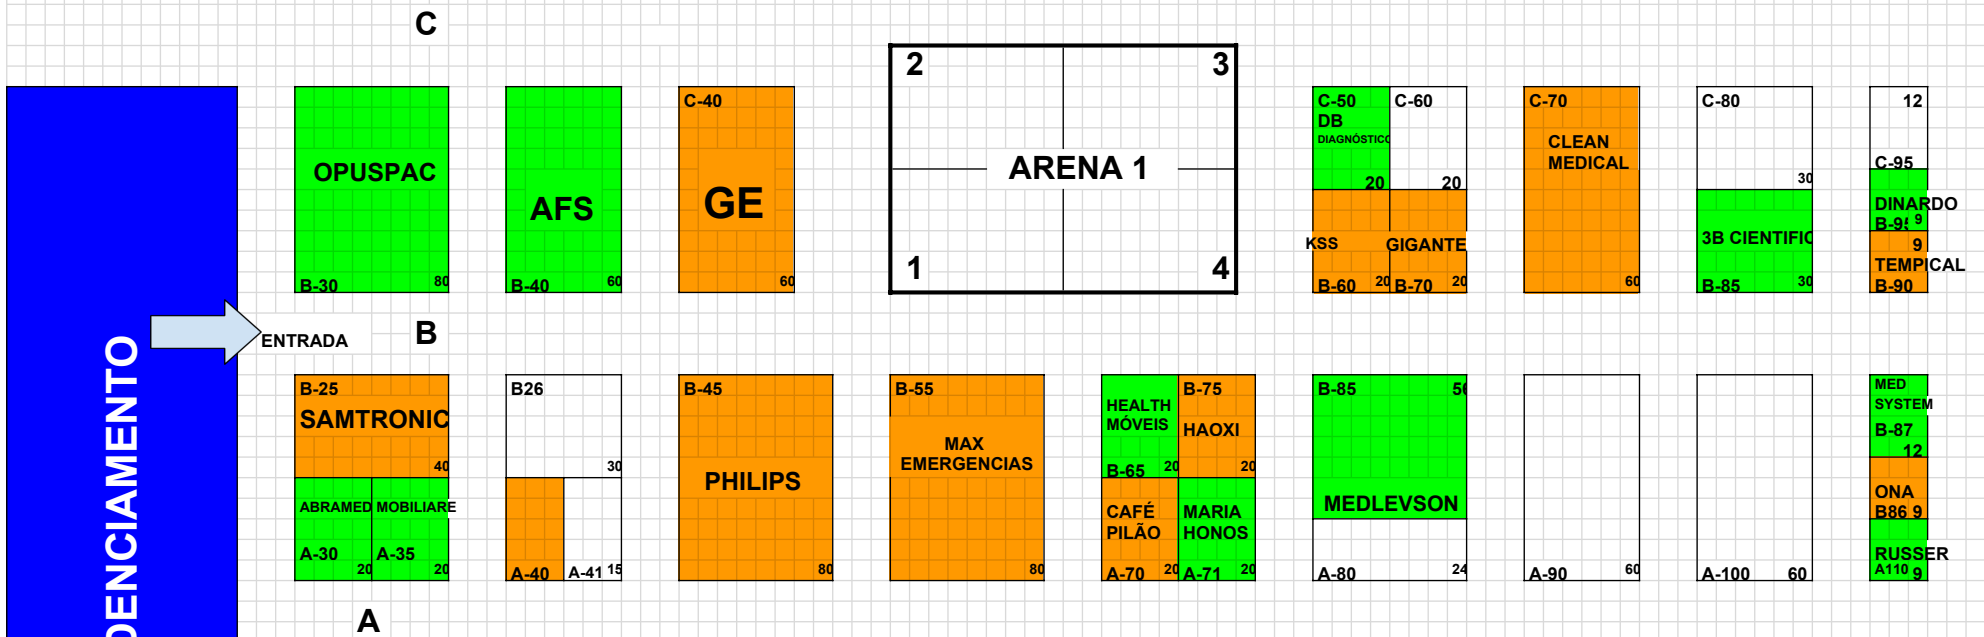 C
C-40
2
3
C-50
DB
DIAGNÓSTICO
20
C-60
20
C-70
CLEAN
MEDICAL
60
C-80
30
12
C-95
OPUSPAC
B-30
80
AFS
B-40
60
GE
60
ARENA 1
1
4
KSS
B-60
20
GIGANTE
B-70
20
3B CIENTIFIC
B-85
30
DINARDO
9
9
TEMPICAL
B-90
ENTRADA
B
DENCIAMENTO
B-25
SAMTRONIC
40
B26
30
B-45
PHILIPS
80
B-55
MAX
EMERGENCIAS
80
HEALTH
MÓVEIS
B-65
20
B-75
HAOXI
20
B-85
MEDLEVSON
MED
SYSTEM
B-87
12
ABRAMED
A-30
20
MOBILIARE
A-35
20
A-40
A-41
15
CAFÉ
PILÃO
A-70
20
MARIA
HONOS
A-71
20
A-80
24
A-90
60
A-100
60
ONA
B86
9
RUSSER
A110
9
A